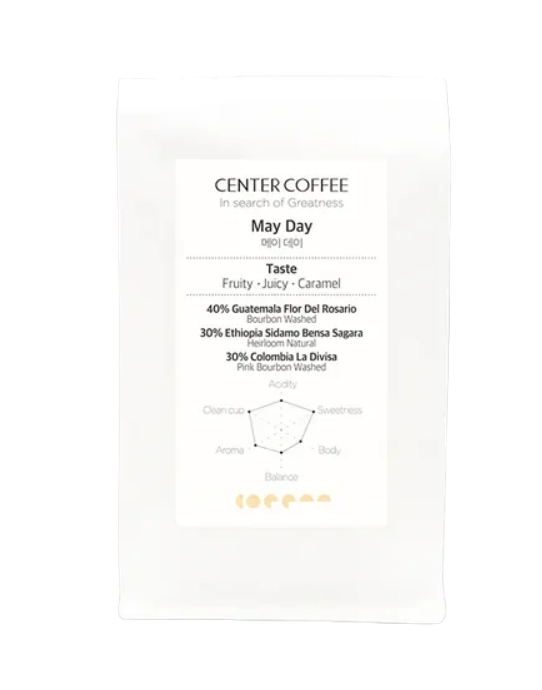 CENTER COFFEE
In search of Greatness
May Day
메이 데이
Taste
Fruity · Juicy · Caramel
40% Guatemala Flor Del Rosario
Bourbon Washed
30% Ethiopia Sidamo Bensa Sagara
Heirloom Natural
30% Colombia La Divisa
Pink Bourbon Washed
Acidity
Clean cup
Sweetness
Aroma
Body
Balance